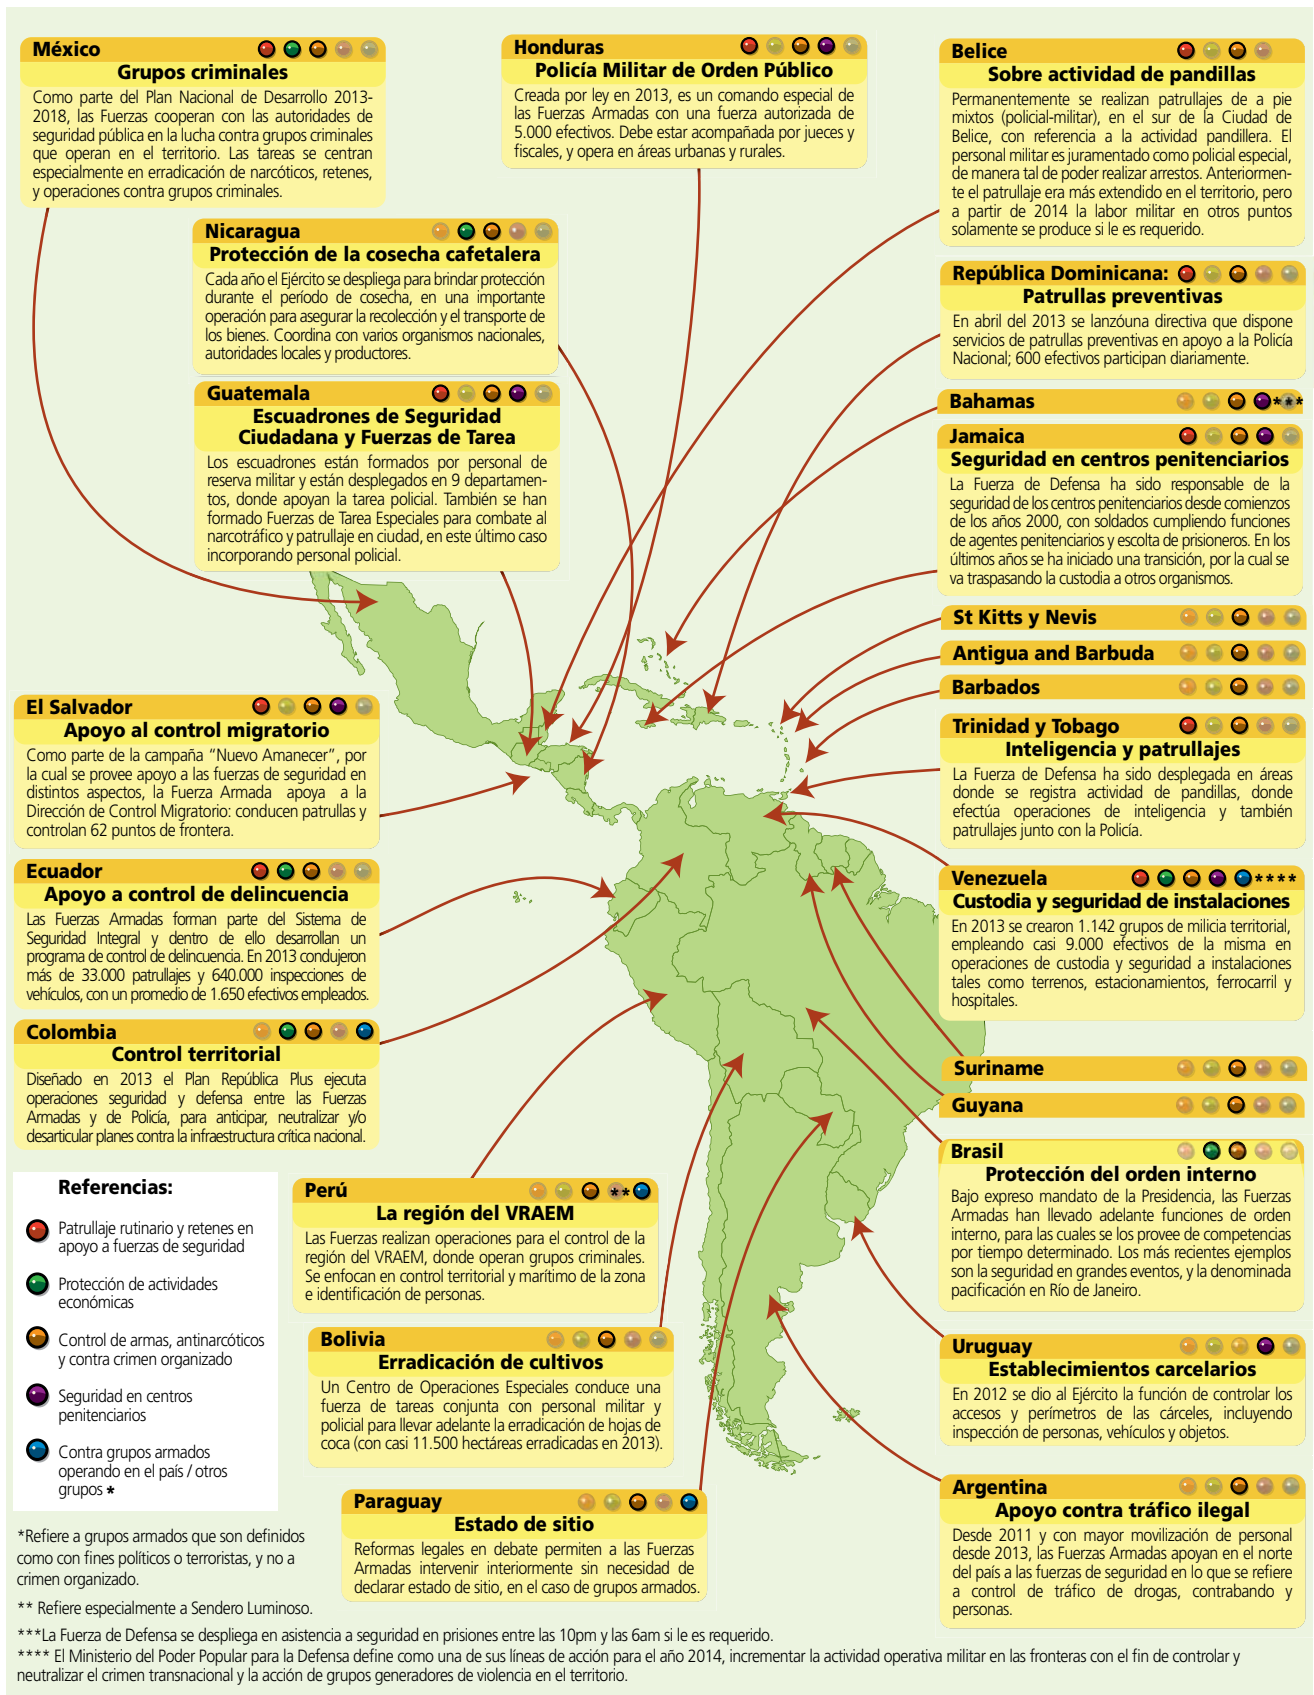 México
Grupos criminales
Como parte del Plan Nacional de Desarrollo 2013-
2018, las Fuerzas cooperan con las autoridades de
seguridad pública en la lucha contra grupos criminales
que operan en el territorio. Las tareas se centran
especialmente en erradicación de narcóticos, retenes,
y operaciones contra grupos criminales.
Honduras
Policía Militar de Orden Público
Creada por ley en 2013, es un comando especial de
las Fuerzas Armadas con una fuerza autorizada de
5.000 efectivos. Debe estar acompañada por jueces y
fiscales, y opera en áreas urbanas y rurales.
Belice
Sobre actividad de pandillas
Permanentemente se realizan patrullajes de a pie
mixtos (policial-militar), en el sur de la Ciudad de
Belice, con referencia a la actividad pandillera. El
personal militar es juramentado como policial especial,
de manera tal de poder realizar arrestos. Anteriormen-
te el patrullaje era más extendido en el territorio, pero
a partir de 2014 la labor militar en otros puntos
solamente se produce si le es requerido.
Nicaragua
Protección de la cosecha cafetalera
Cada año el Ejército se despliega para brindar protección
durante el período de cosecha, en una importante
operación para asegurar la recolección y el transporte de
los bienes. Coordina con varios organismos nacionales,
autoridades locales y productores.
República Dominicana:
Patrullas preventivas
En abril del 2013 se lanzóuna directiva que dispone
servicios de patrullas preventivas en apoyo a la Policía
Nacional; 600 efectivos participan diariamente.
Guatemala
Escuadrones de Seguridad
Ciudadana y Fuerzas de Tarea
Los escuadrones están formados por personal de
reserva militar y están desplegados en 9 departamen-
tos, donde apoyan la tarea policial. También se han
formado Fuerzas de Tarea Especiales para combate al
narcotráfico y patrullaje en ciudad, en este último caso
incorporando personal policial.
Bahamas ***
Jamaica
Seguridad en centros penitenciarios
La Fuerza de Defensa ha sido responsable de la
seguridad de los centros penitenciarios desde comienzos
de los años 2000, con soldados cumpliendo funciones
de agentes penitenciarios y escolta de prisioneros. En los
últimos años se ha iniciado una transición, por la cual se
va traspasando la custodia a otros organismos.
St Kitts y Nevis
Antigua and Barbuda
Barbados
El Salvador
Apoyo al control migratorio
Como parte de la campaña “Nuevo Amanecer”, por
la cual se provee apoyo a las fuerzas de seguridad en
distintos aspectos, la Fuerza Armada apoya a la
Dirección de Control Migratorio: conducen patrullas y
controlan 62 puntos de frontera.
Trinidad y Tobago
Inteligencia y patrullajes
La Fuerza de Defensa ha sido desplegada en áreas
donde se registra actividad de pandillas, donde
efectúa operaciones de inteligencia y también
patrullajes junto con la Policía.
Ecuador
Apoyo a control de delincuencia
Las Fuerzas Armadas forman parte del Sistema de
Seguridad Integral y dentro de ello desarrollan un
programa de control de delincuencia. En 2013 condujeron
más de 33.000 patrullajes y 640.000 inspecciones de
vehículos, con un promedio de 1.650 efectivos empleados.
Venezuela ****
Custodia y seguridad de instalaciones
En 2013 se crearon 1.142 grupos de milicia territorial,
empleando casi 9.000 efectivos de la misma en
operaciones de custodia y seguridad a instalaciones
tales como terrenos, estacionamientos, ferrocarril y
hospitales.
Colombia
Control territorial
Diseñado en 2013 el Plan República Plus ejecuta
operaciones seguridad y defensa entre las Fuerzas
Armadas y de Policía, para anticipar, neutralizar y/o
desarticular planes contra la infraestructura crítica nacional.
Suriname
Guyana
Brasil
Protección del orden interno
Bajo expreso mandato de la Presidencia, las Fuerzas
Armadas han llevado adelante funciones de orden
interno, para las cuales se los provee de competencias
por tiempo determinado. Los más recientes ejemplos
son la seguridad en grandes eventos, y la denominada
pacificación en Río de Janeiro.
Referencias:
Patrullaje rutinario y retenes en
apoyo a fuerzas de seguridad
Protección de actividades
económicas
Control de armas, antinarcóticos
y contra crimen organizado
Seguridad en centros
penitenciarios
Contra grupos armados
operando en el país / otros
grupos *
Perú **
La región del VRAEM
Las Fuerzas realizan operaciones para el control de la
región del VRAEM, donde operan grupos criminales.
Se enfocan en control territorial y marítimo de la zona
e identificación de personas.
Bolivia
Erradicación de cultivos
Un Centro de Operaciones Especiales conduce una
fuerza de tareas conjunta con personal militar y
policial para llevar adelante la erradicación de hojas de
coca (con casi 11.500 hectáreas erradicadas en 2013).
Uruguay
Establecimientos carcelarios
En 2012 se dio al Ejército la función de controlar los
accesos y perímetros de las cárceles, incluyendo
inspección de personas, vehículos y objetos.
Paraguay
Estado de sitio
Reformas legales en debate permiten a las Fuerzas
Armadas intervenir interiormente sin necesidad de
declarar estado de sitio, en el caso de grupos armados.
Argentina
Apoyo contra tráfico ilegal
Desde 2011 y con mayor movilización de personal
desde 2013, las Fuerzas Armadas apoyan en el norte
del país a las fuerzas de seguridad en lo que se refiere
a control de tráfico de drogas, contrabando y
personas.
*Refiere a grupos armados que son definidos
como con fines políticos o terroristas, y no a
crimen organizado.
** Refiere especialmente a Sendero Luminoso.
***La Fuerza de Defensa se despliega en asistencia a seguridad en prisiones entre las 10pm y las 6am si le es requerido.
**** El Ministerio del Poder Popular para la Defensa define como una de sus líneas de acción para el año 2014, incrementar la actividad operativa militar en las fronteras con el fin de controlar y
neutralizar el crimen transnacional y la acción de grupos generadores de violencia en el territorio.